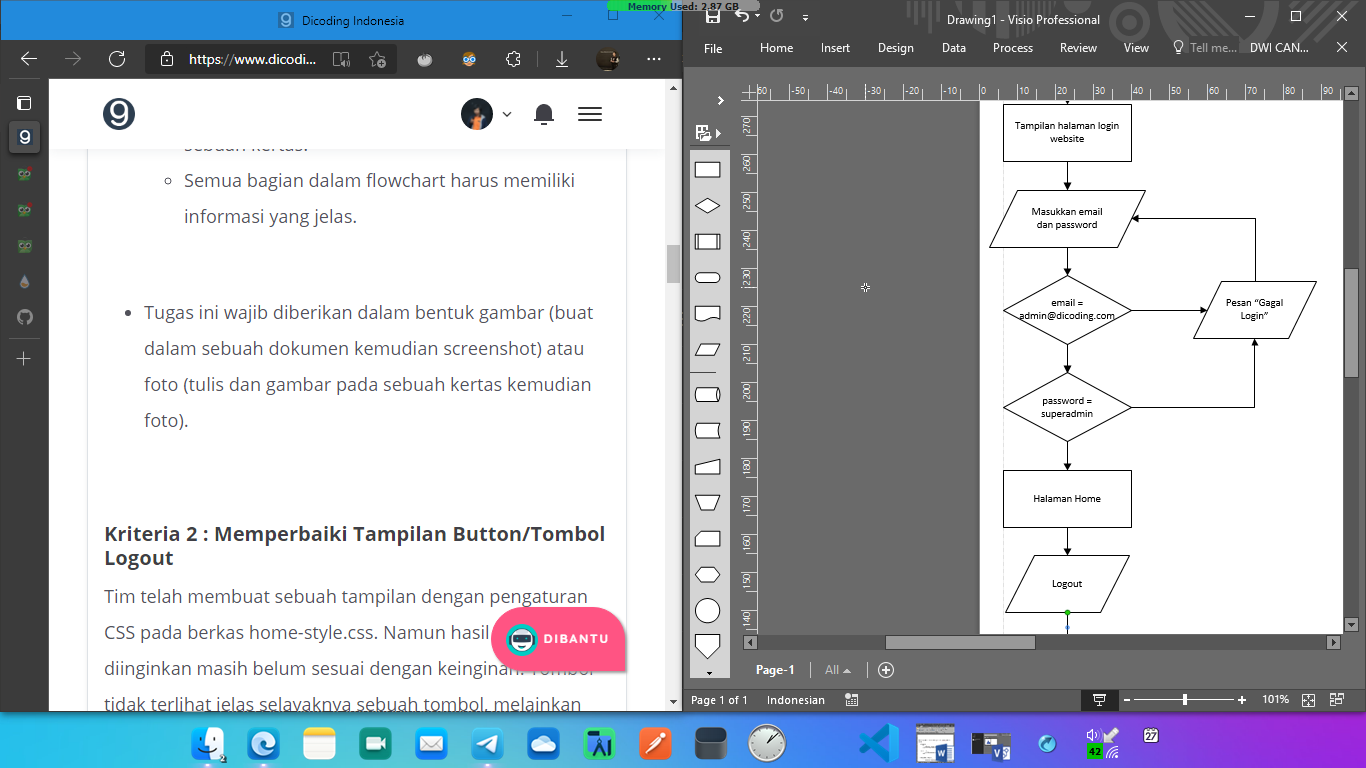 Memory Used: 2.87 GB
Dicoding Indonesia
https://www.dicodi...
sebuah kertas.
Semua bagian dalam flowchart harus memiliki
informasi yang jelas.
Tugas ini wajib diberikan dalam bentuk gambar (buat
dalam sebuah dokumen kemudian screenshot) atau
foto (tulis dan gambar pada sebuah kertas kemudian
foto).
Kriteria 2 : Memperbaiki Tampilan Button/Tombol
Logout
Tim telah membuat sebuah tampilan dengan pengaturan
CSS pada berkas home-style.css. Namun hasil
diinginkan masih belum sesuai dengan keinginan. Tombol
tidak terlihat jelas selayaknya sebuah tombol, melainkan
DIBANTU
Drawing1 - Visio Professional
File Home Insert Design Data Process Review View Tell me... DWI CAN...
60 -50 -40 -30 -20 -10 0 10 20 30 40 50 60 70 80 90
270
260
250
240
230
220
210
200
190
180
170
160
150
140
Tampilan halaman login
website
Masukkan email
dan password
email =
admin@dicoding.com
Pesan “Gagal
Login”
password =
superadmin
Halaman Home
Logout
Page-1 All
Page 1 of 1 Indonesian 101%
2
42
27